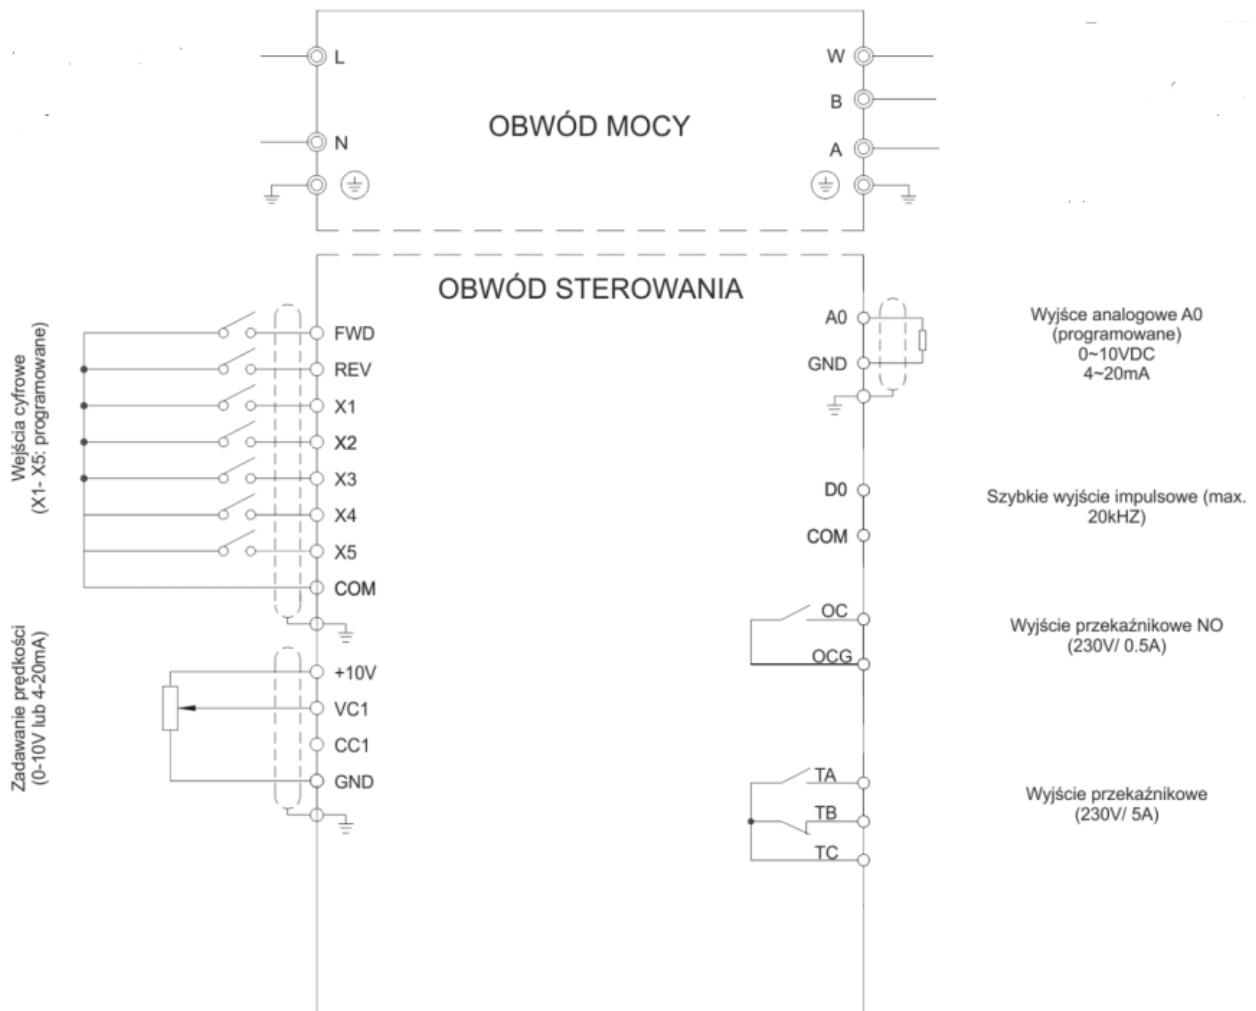 L
N
W
B
A
OBWÓD MOCY
OBWÓD STEROWANIA
Wejścia cyfrowe
(X1- X5: programowane)
FWD
REV
X1
X2
X3
X4
X5
COM
Zadawanie prędkości
(0-10V lub 4-20mA)
+10V
VC1
CC1
GND
A0
GND
Wyjśce analogowe A0
(programowane)
0~10VDC
4~20mA
D0
COM
Szybkie wyjście impulsowe (max.
20kHZ)
OC
OCG
Wyjście przekaźnikowe NO
(230V/ 0.5A)
TA
TB
TC
Wyjście przekaźnikowe
(230V/ 5A)